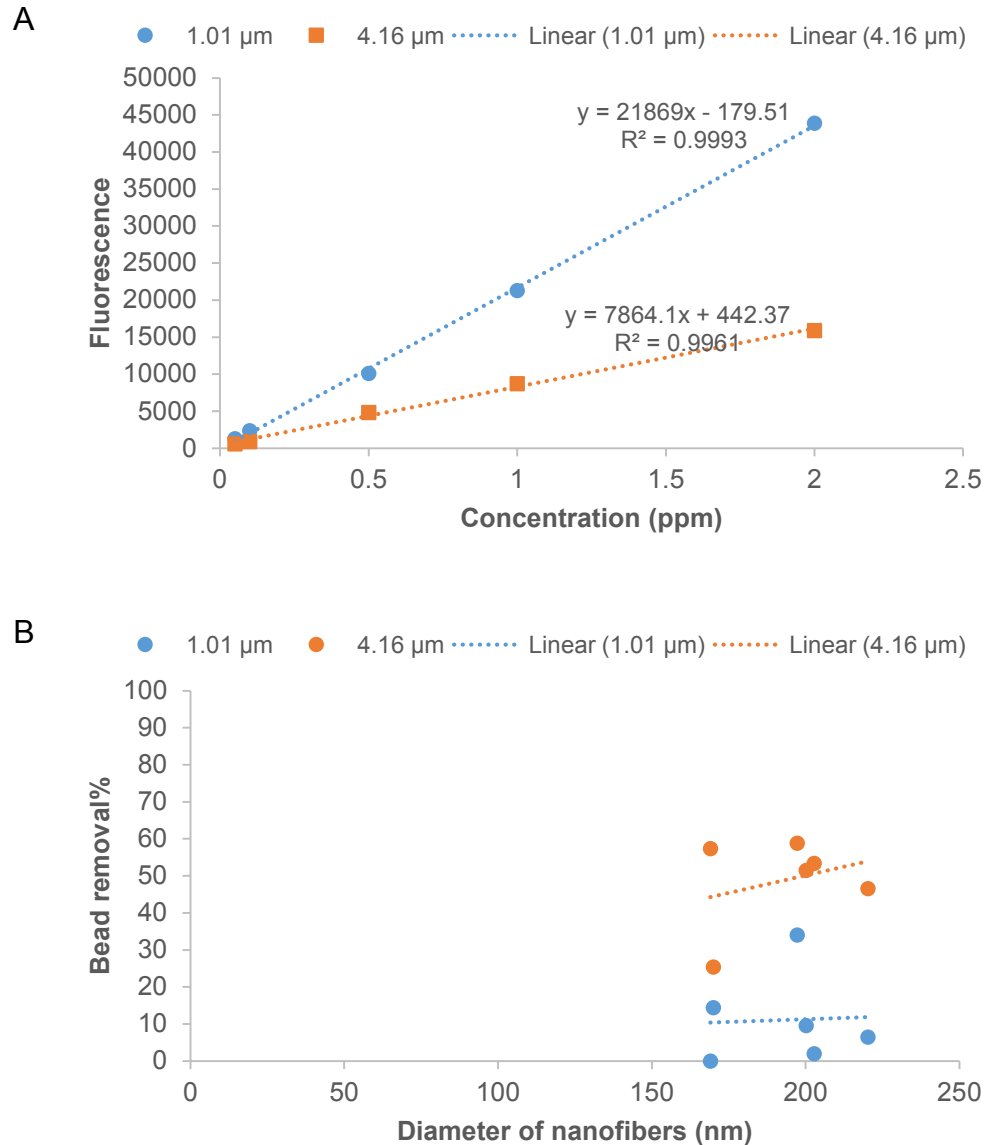 A
1.01 µm 4.16 µm Linear (1.01 µm) Linear (4.16 µm)
50000
45000
40000
35000
30000
25000
20000
15000
10000
5000
0
Fluorescence
y = 21869x - 179.51
R² = 0.9993
y = 7864.1x + 442.37
R² = 0.9961
0 0.5 1 1.5 2 2.5
Concentration (ppm)
B
1.01 µm 4.16 µm Linear (1.01 µm) Linear (4.16 µm)
100
90
80
70
60
50
40
30
20
10
0
Bead removal%
0 50 100 150 200 250
Diameter of nanofibers (nm)